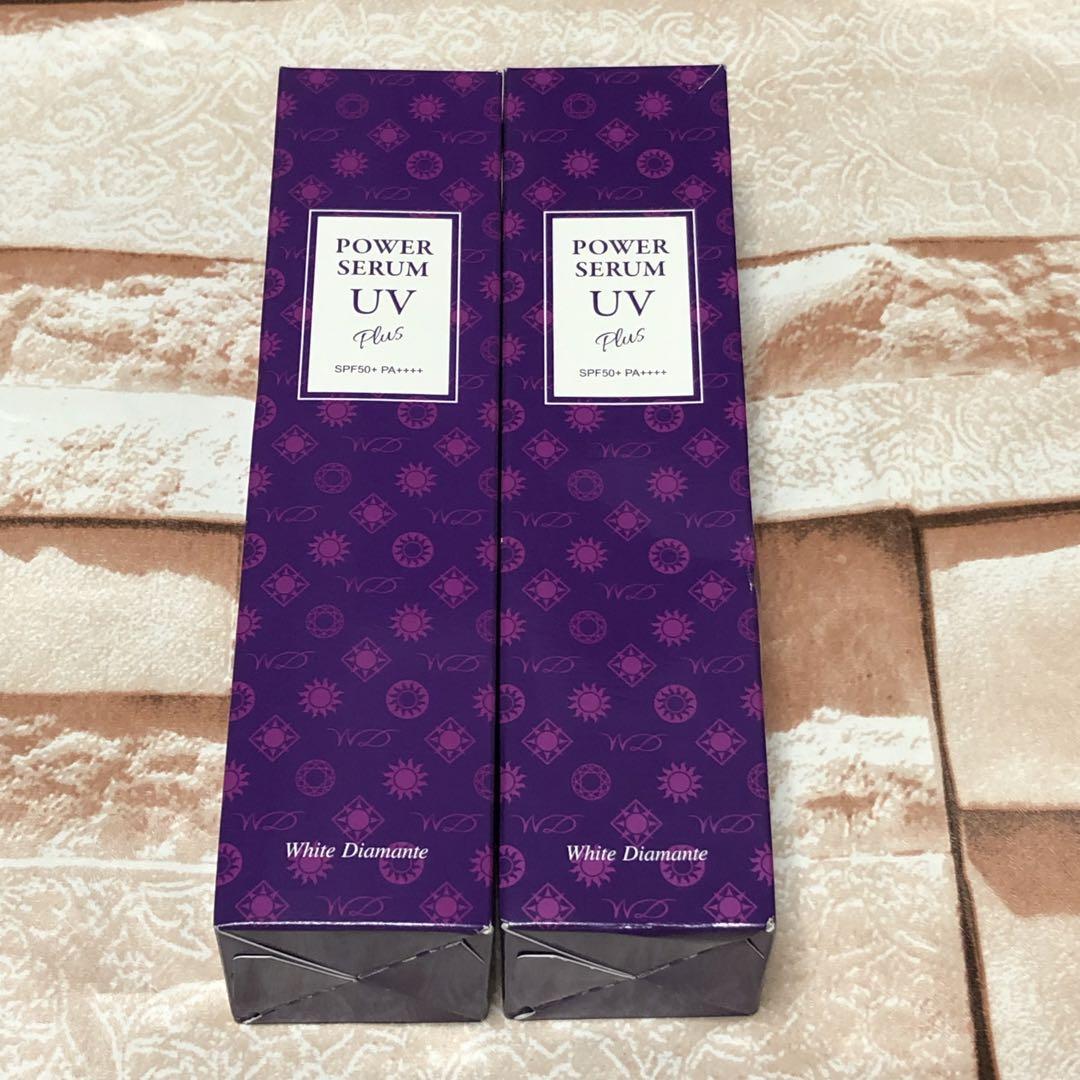 POWER
SERUM
UV
Plus
SPF50+ PA++++
White Diamante
POWER
SERUM
UV
Plus
SPF50+ PA++++
White Diamante